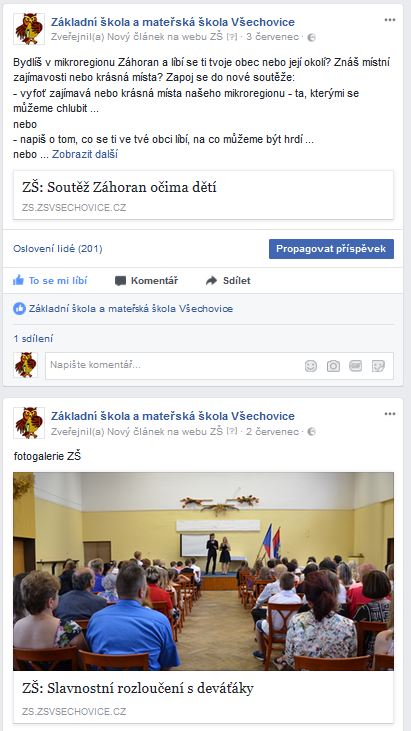 Základní škola a mateřská škola Všechovice
Zveřejnil(a) Nový článek na webu ZŠ [?] · 3 červenec ·
Bydlíš v mikroregionu Záhoran a líbí se ti tvoje obec nebo její okolí? Znáš místní
zajímavosti nebo krásná místa? Zapoj se do nové soutěže:
- vyfoť zajímavá nebo krásná místa našeho mikroregionu - ta, kterými se
můžeme chlubit ...
nebo
- napiš o tom, co se ti ve tvé obci líbí, na co můžeme být hrdí ...
nebo ... Zobrazit další
ZŠ: Soutěž Záhoran očima dětí
ZS.ZSVSECHOVICE.CZ
Oslovení lidé (201)
Propagovat příspěvek
To se mi líbí Komentář Sdílet
Základní škola a mateřská škola Všechovice
1 sdílení
Napište komentář...
Základní škola a mateřská škola Všechovice
Zveřejnil(a) Nový článek na webu ZŠ [?] · 2 červenec ·
fotogalerie ZŠ
ZŠ: Slavnostní rozloučení s deváťáky
ZS.ZSVSECHOVICE.CZ